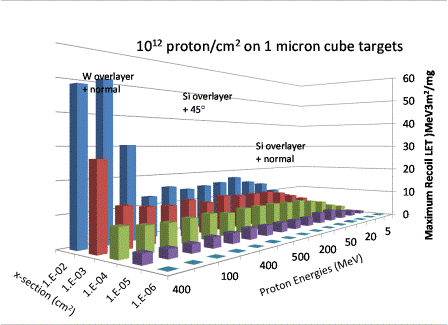 10¹² proton/cm² on 1 micron cube targets
W overlayer
+ normal
Si overlayer
+ 45°
Si overlayer
+ normal
60
50
40
30
20
10
0
Maximum Recoil LET )MeV3m²/mg
1.E-02
1.E-03
1.E-04
1.E-05
1.E-06
x-section (cm²)
400
100
400
500
200
50
20
5
Proton Energies (MeV)